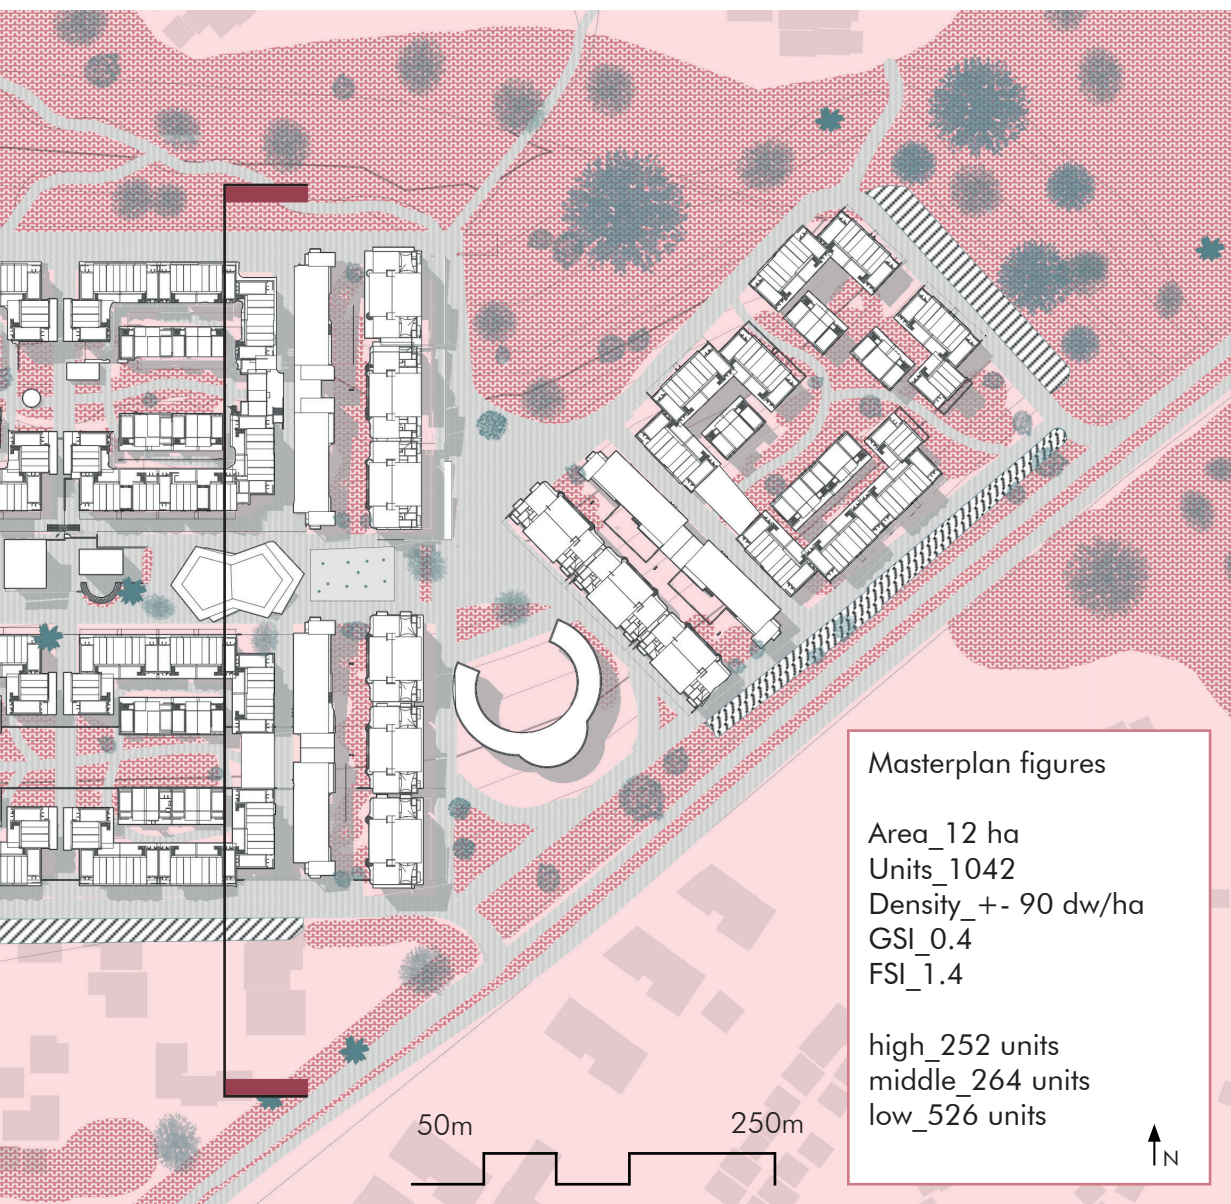 Masterplan figures
Area_12 ha
Units_1042
Density_+- 90 dw/ha
GSI_0.4
FSI_1.4
high_252 units
middle_264 units
low_526 units
N
50m
250m